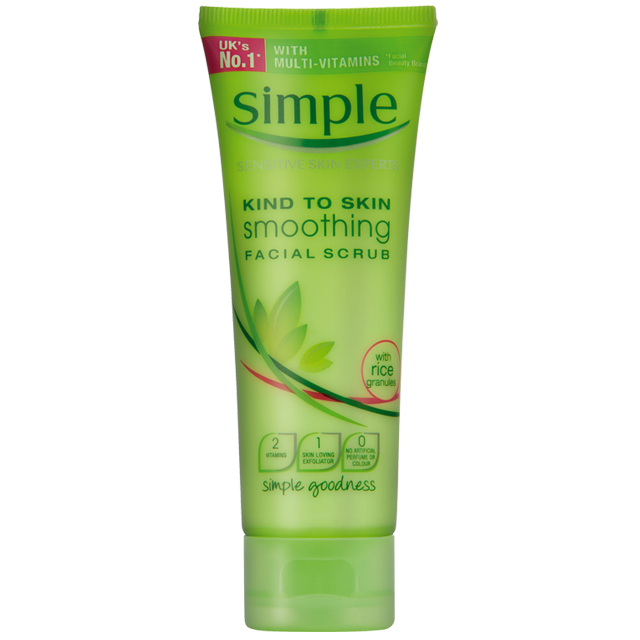 UK's
No.1*
WITH
MULTI-VITAMINS
*Facial
simple
SENSITIVE SKIN EXPERTS
KIND TO SKIN
smoothing
FACIAL SCRUB
with
rice
granules
2
VITAMINS
1
SKIN LOVING
EXFOLIATOR
0
NO ARTIFICIAL
PERFUME OR
COLOUR
simple goodness